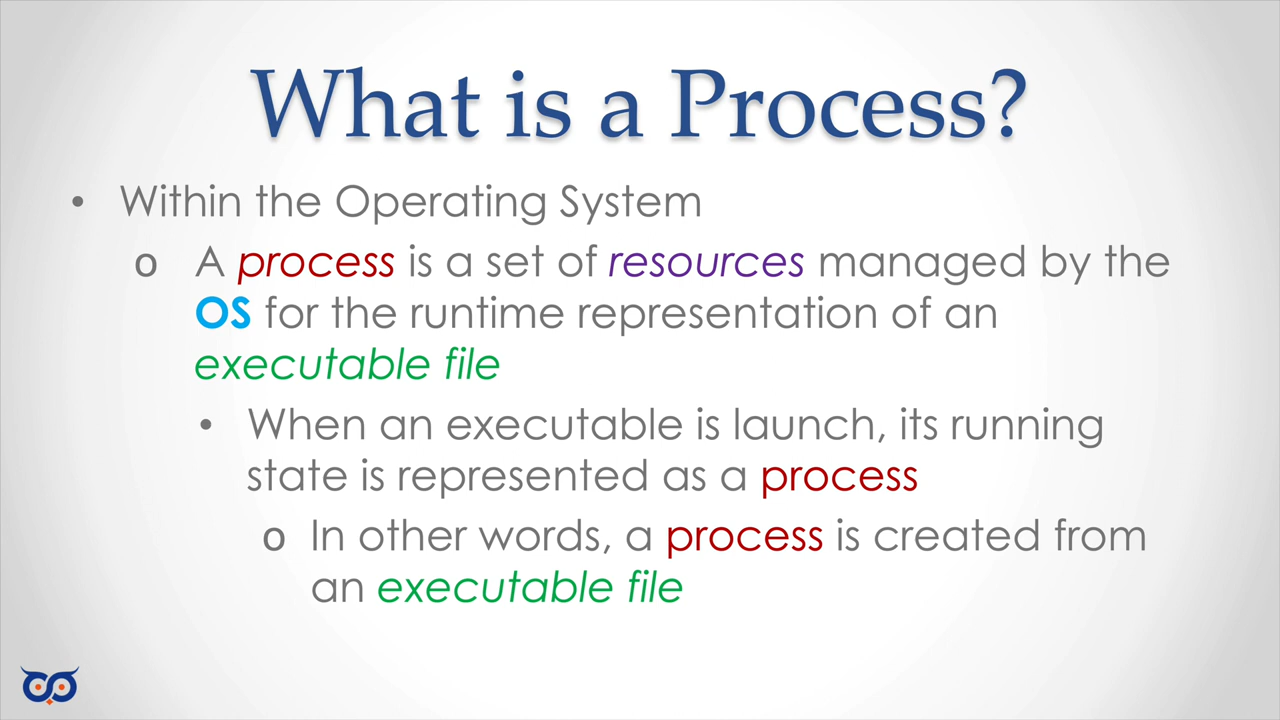 What is a Process?
• Within the Operating System
o A process is a set of resources managed by the
OS for the runtime representation of an
executable file
• When an executable is launch, its running
state is represented as a process
o In other words, a process is created from
an executable file